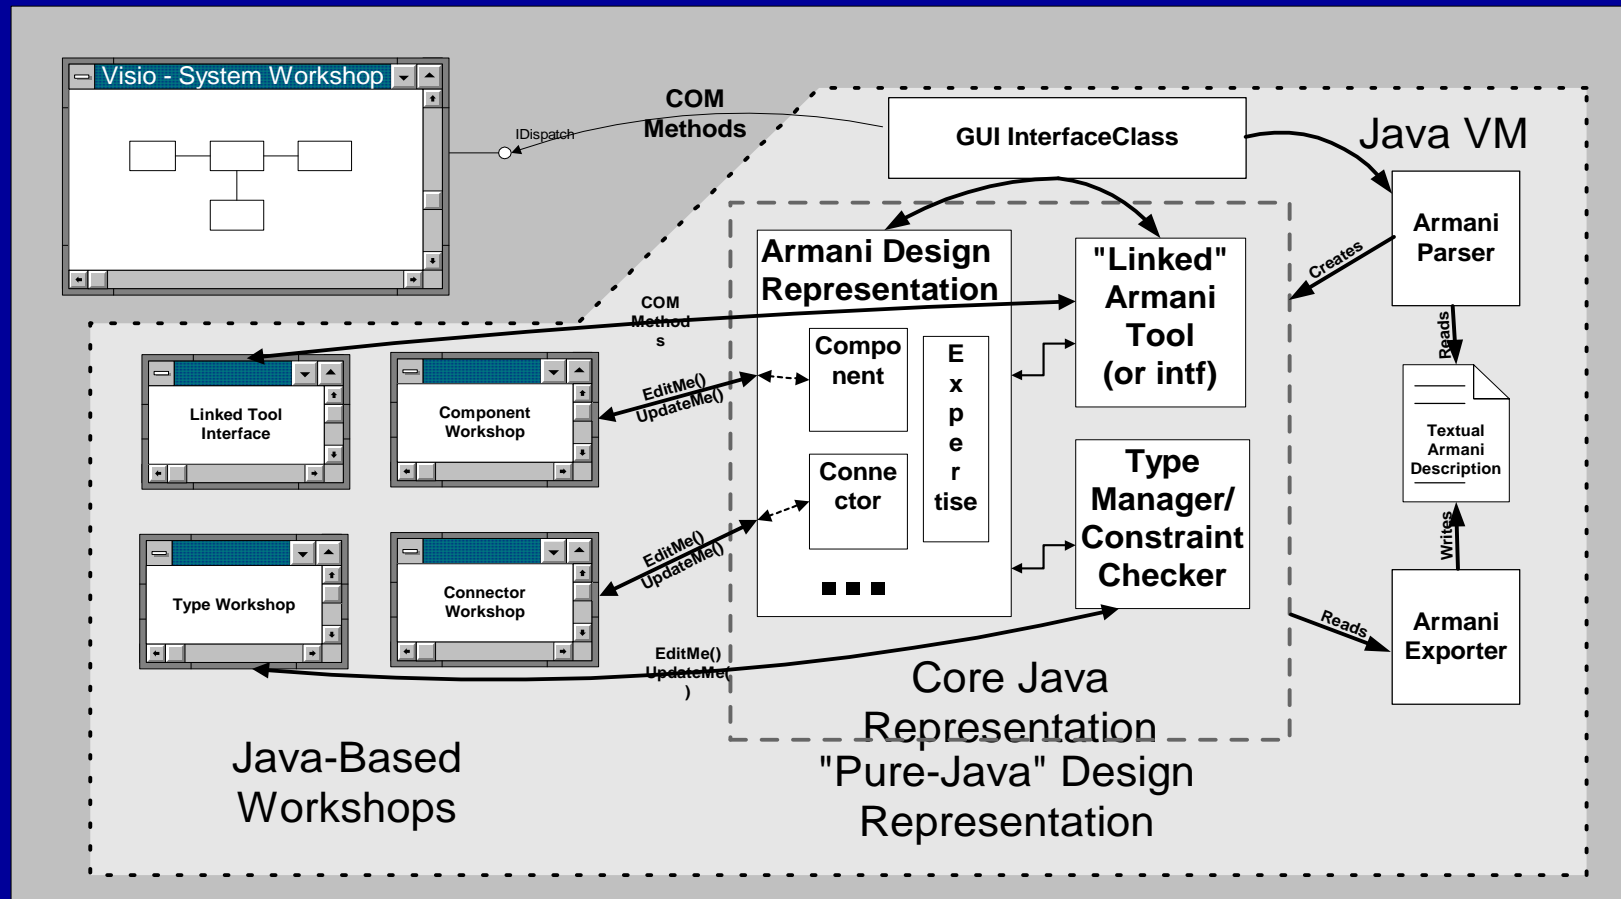 Visio - System Workshop
IDispatch
COM
Methods
GUI InterfaceClass
Java VM
Armani
Parser
Creates
Reads
Textual
Armani
Description
Writes
Armani
Exporter
Reads
Armani Design
Representation
Compo
nent
Conne
ctor
E
x
p
e
r
tise
"Linked"
Armani
Tool
(or intf)
Type
Manager/
Constraint
Checker
COM
Method
s
EditMe()
UpdateMe()
EditMe()
UpdateMe()
EditMe()
UpdateMe(
)
Linked Tool
Interface
Component
Workshop
Type Workshop
Connector
Workshop
Java-Based
Workshops
Core Java
Representation
"Pure-Java" Design
Representation